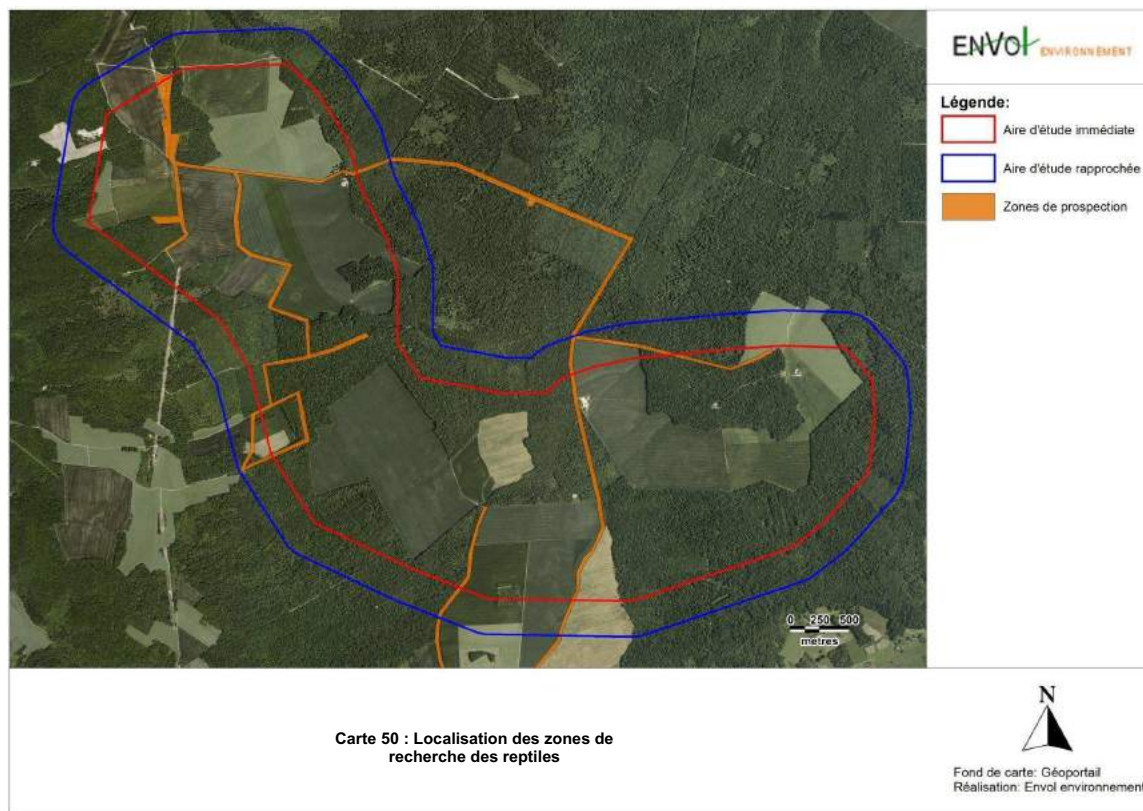 ENVOl ENVIRONNEMENT
Légende:
Aire d'étude immédiate
Aire d'étude rapprochée
Zones de prospection
0 250 500
metres
Carte 50 : Localisation des zones de
recherche des reptiles
N
Fond de carte: Géoportail
Réalisation: Envol environnement